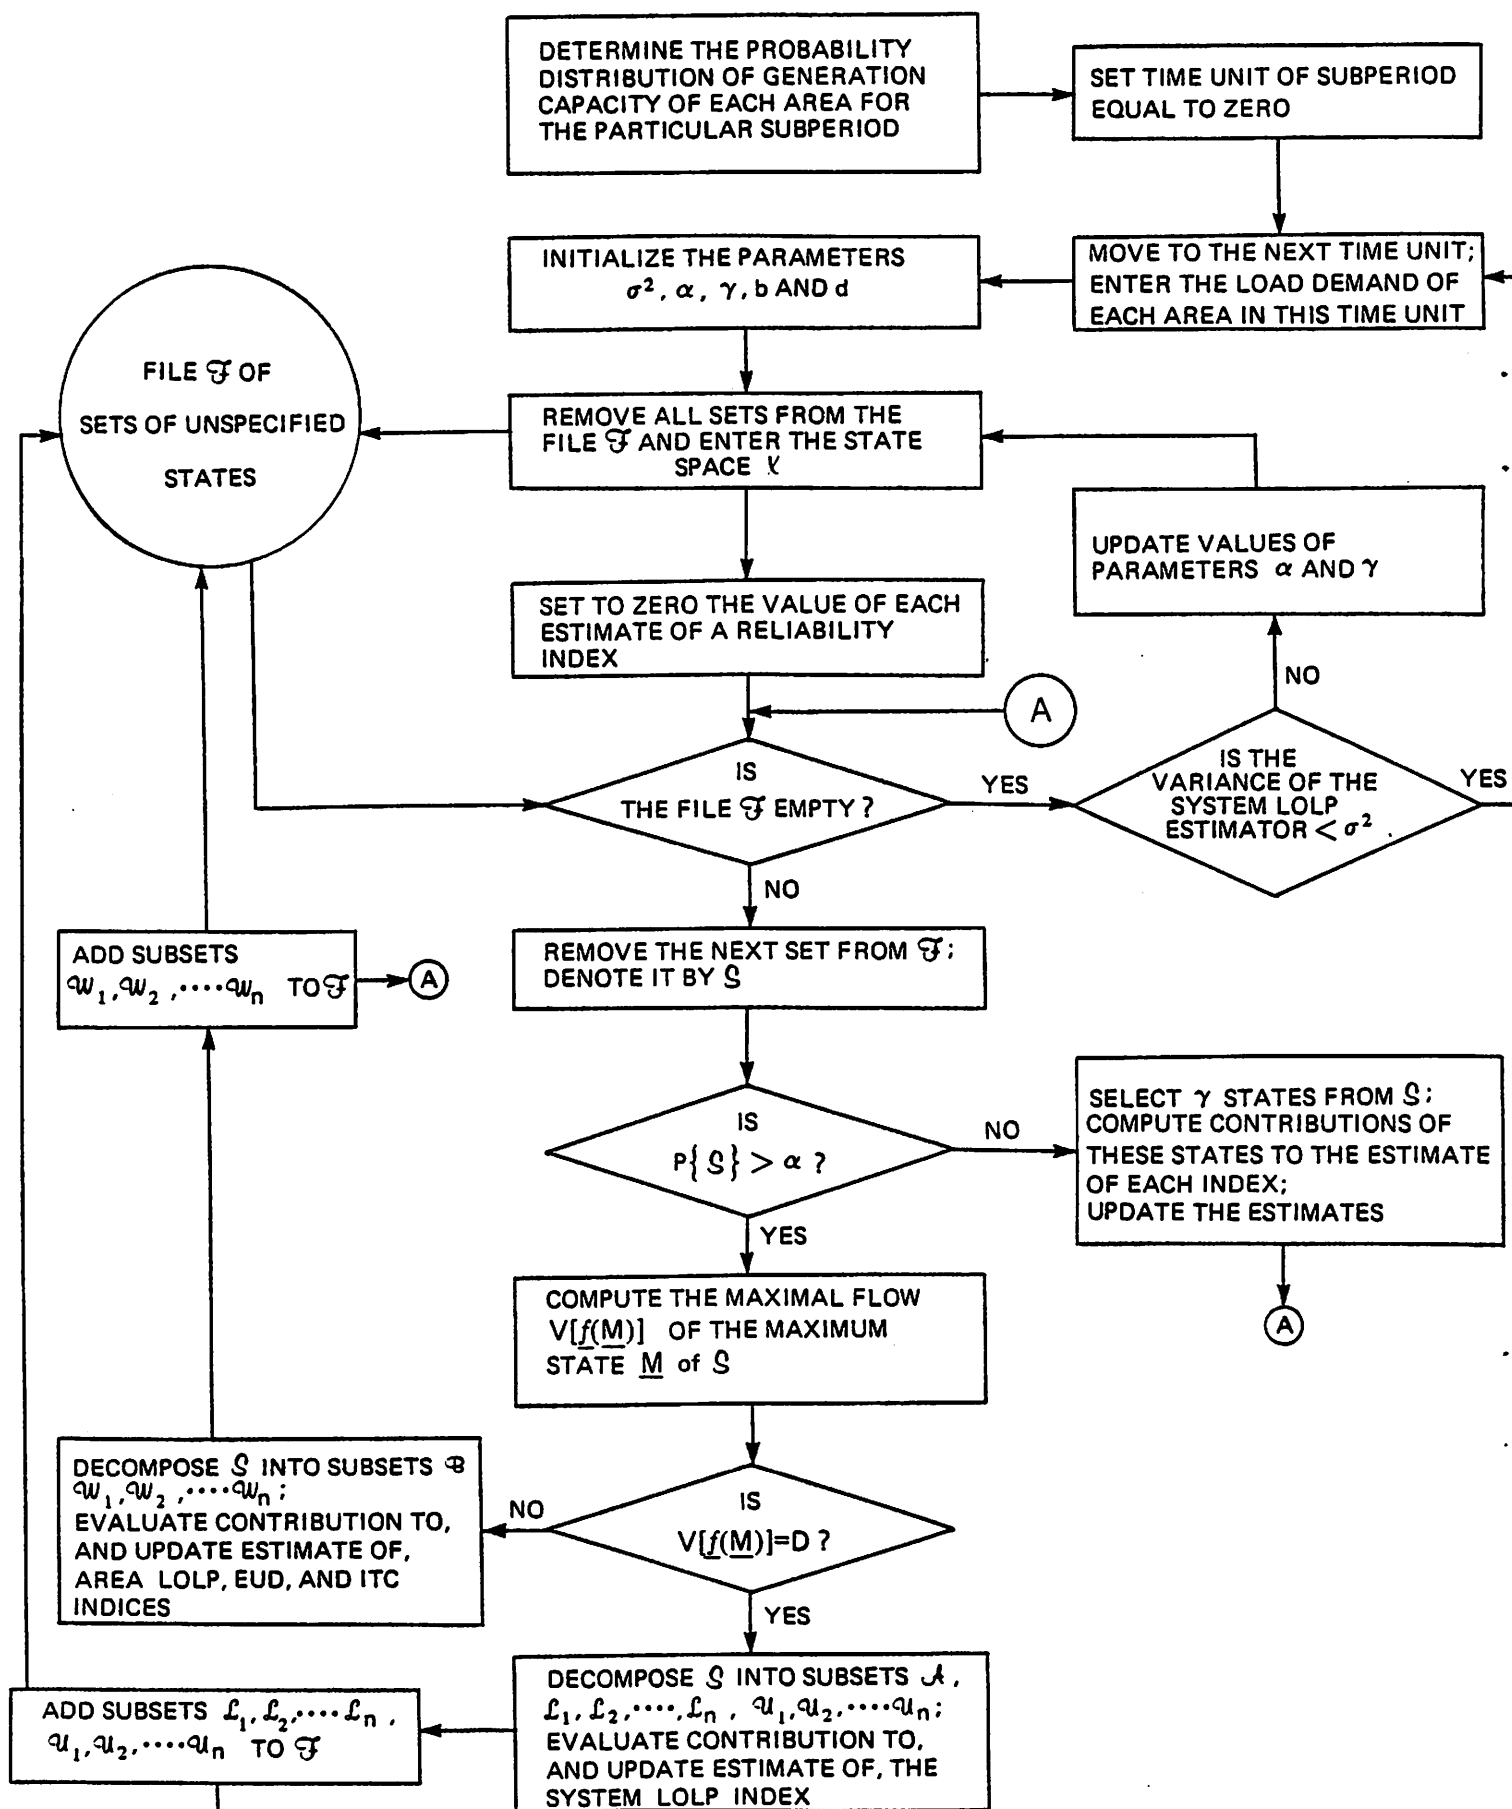 DETERMINE THE PROBABILITY
DISTRIBUTION OF GENERATION
CAPACITY OF EACH AREA FOR
THE PARTICULAR SUBPERIOD
SET TIME UNIT OF SUBPERIOD
EQUAL TO ZERO
MOVE TO THE NEXT TIME UNIT;
ENTER THE LOAD DEMAND OF
EACH AREA IN THIS TIME UNIT
INITIALIZE THE PARAMETERS
σ², α, γ, b AND d
FILE ℱ OF
SETS OF UNSPECIFIED
STATES
REMOVE ALL SETS FROM THE
FILE ℱ AND ENTER THE STATE
SPACE
UPDATE VALUES OF
PARAMETERS α AND γ
SET TO ZERO THE VALUE OF EACH
ESTIMATE OF A RELIABILITY
INDEX
NO
A
IS
THE FILE ℱ EMPTY ?
YES
IS THE
VARIANCE OF THE
SYSTEM LOLP
ESTIMATOR < σ²
YES
NO
ADD SUBSETS
𝒲₁, 𝒲₂ ,····𝒲ₙ TO ℱ
A
REMOVE THE NEXT SET FROM ℱ;
DENOTE IT BY 𝒮
IS
P{𝒮} > α ?
NO
SELECT γ STATES FROM 𝒮;
COMPUTE CONTRIBUTIONS OF
THESE STATES TO THE ESTIMATE
OF EACH INDEX;
UPDATE THE ESTIMATES
YES
A
COMPUTE THE MAXIMAL FLOW
V[f(M)] OF THE MAXIMUM
STATE M of 𝒮
DECOMPOSE 𝒮 INTO SUBSETS ℬ
𝒲₁, 𝒲₂ ,····𝒲ₙ ;
EVALUATE CONTRIBUTION TO,
AND UPDATE ESTIMATE OF,
AREA LOLP, EUD, AND ITC
INDICES
NO
IS
V[f(M)]=D ?
YES
ADD SUBSETS ℒ₁, ℒ₂,····ℒₙ ,
𝒰₁, 𝒰₂,····𝒰ₙ TO ℱ
DECOMPOSE 𝒮 INTO SUBSETS 𝒜 ,
ℒ₁, ℒ₂,····,ℒₙ , 𝒰₁, 𝒰₂,····𝒰ₙ;
EVALUATE CONTRIBUTION TO,
AND UPDATE ESTIMATE OF, THE
SYSTEM LOLP INDEX